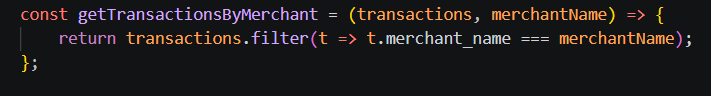 const getTransactionsByMerchant = (transactions, merchantName) => {
    return transactions.filter(t => t.merchant_name === merchantName);
};